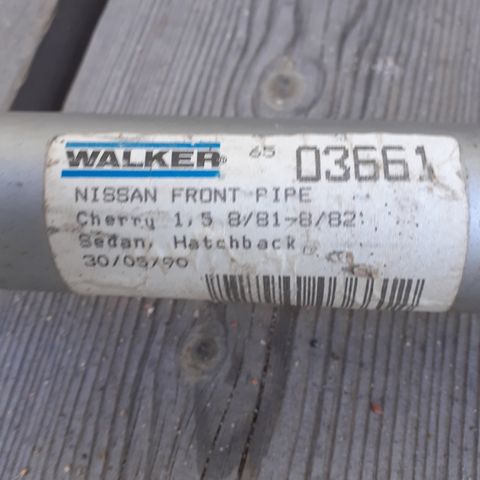 WALKER® 65 03661
NISSAN FRONT PIPE
Cherry 1,5 8/81-8/82
Sedan, Hatchback
30/05/90